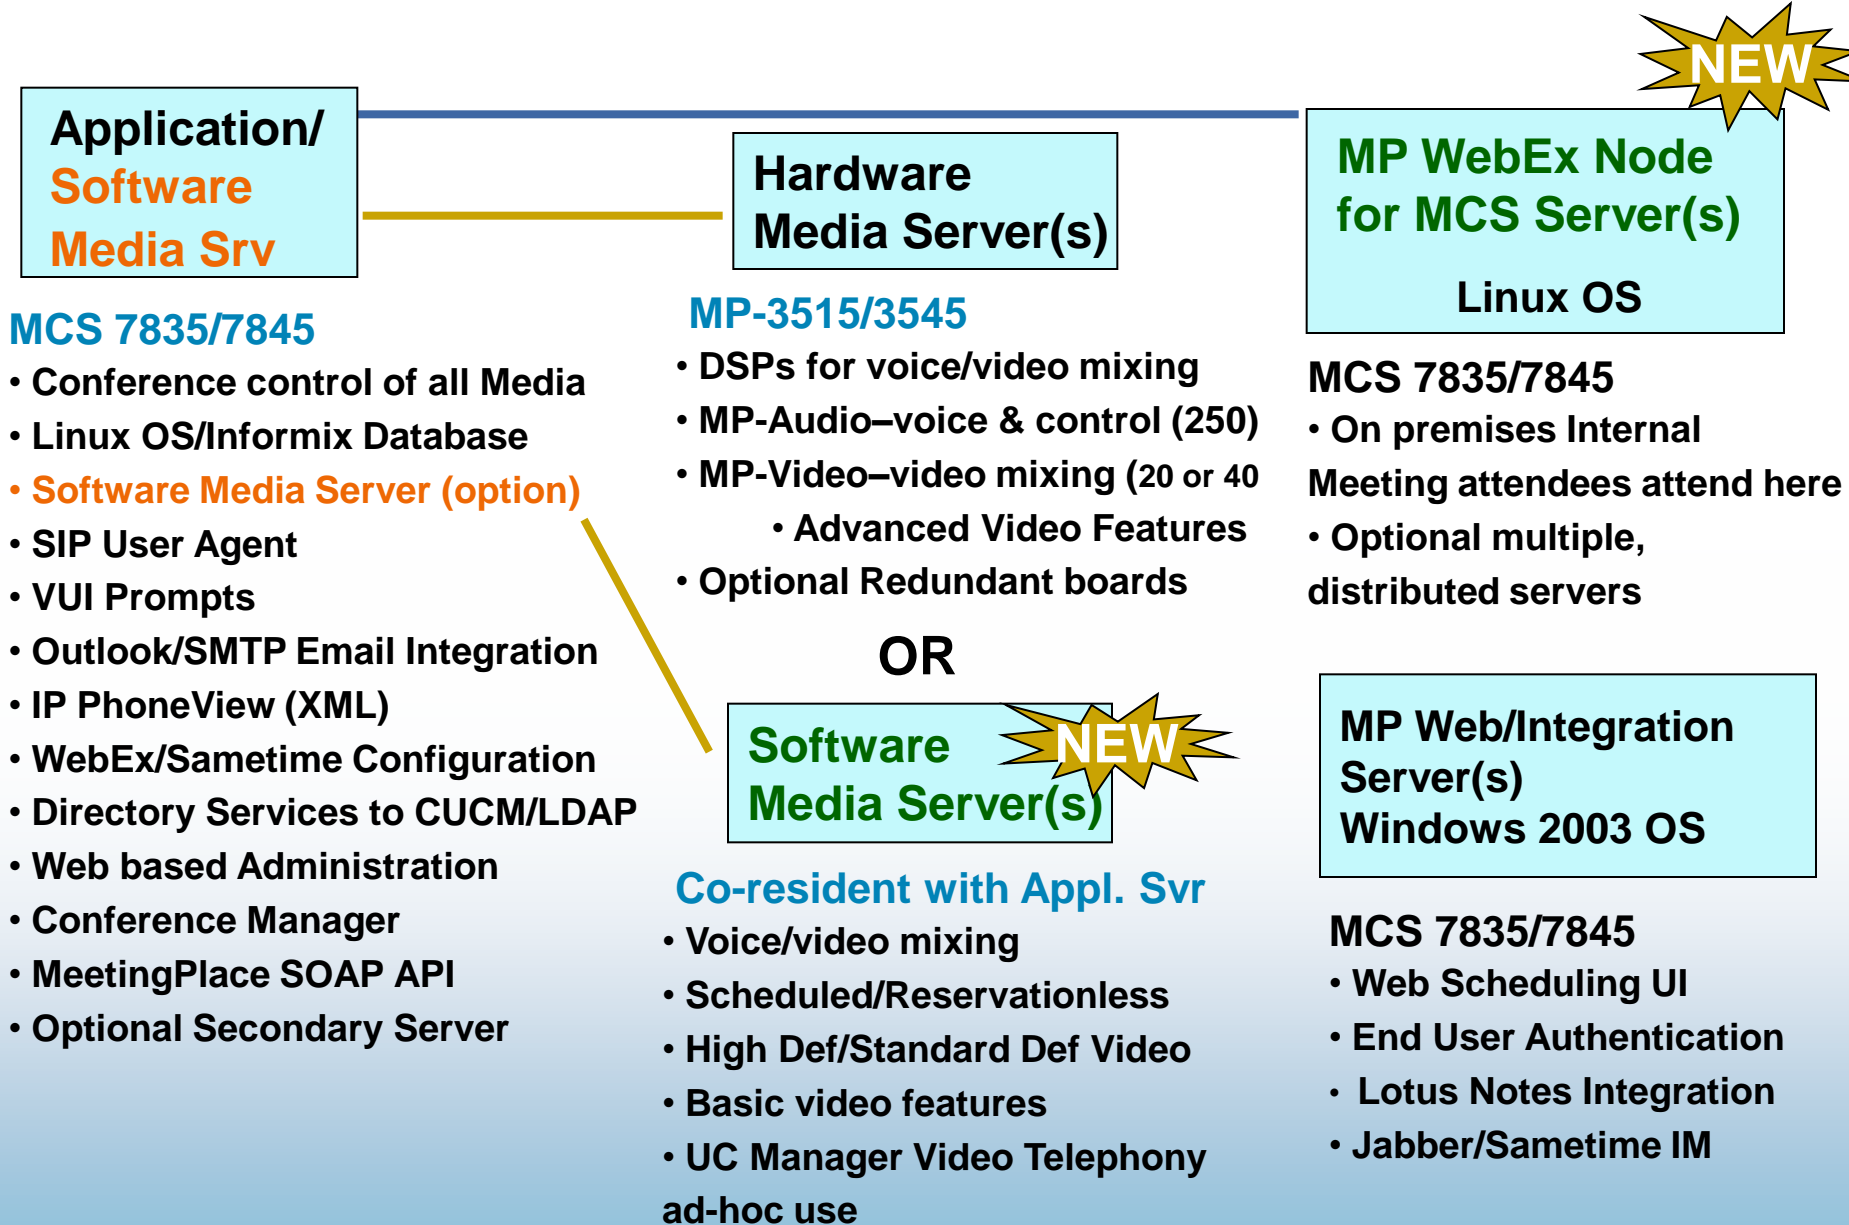 Application/
Software
Media Srv
MCS 7835/7845
• Conference control of all Media
• Linux OS/Informix Database
• Software Media Server (option)
• SIP User Agent
• VUI Prompts
• Outlook/SMTP Email Integration
• IP PhoneView (XML)
• WebEx/Sametime Configuration
• Directory Services to CUCM/LDAP
• Web based Administration
• Conference Manager
• MeetingPlace SOAP API
• Optional Secondary Server
Hardware
Media Server(s)
MP-3515/3545
• DSPs for voice/video mixing
• MP-Audio–voice & control (250)
• MP-Video–video mixing (20 or 40
• Advanced Video Features
• Optional Redundant boards
OR
NEW
Software
Media Server(s)
Co-resident with Appl. Svr
• Voice/video mixing
• Scheduled/Reservationless
• High Def/Standard Def Video
• Basic video features
• UC Manager Video Telephony
ad-hoc use
NEW
MP WebEx Node
for MCS Server(s)
Linux OS
MCS 7835/7845
• On premises Internal
Meeting attendees attend here
• Optional multiple,
distributed servers
MP Web/Integration
Server(s)
Windows 2003 OS
MCS 7835/7845
• Web Scheduling UI
• End User Authentication
• Lotus Notes Integration
• Jabber/Sametime IM